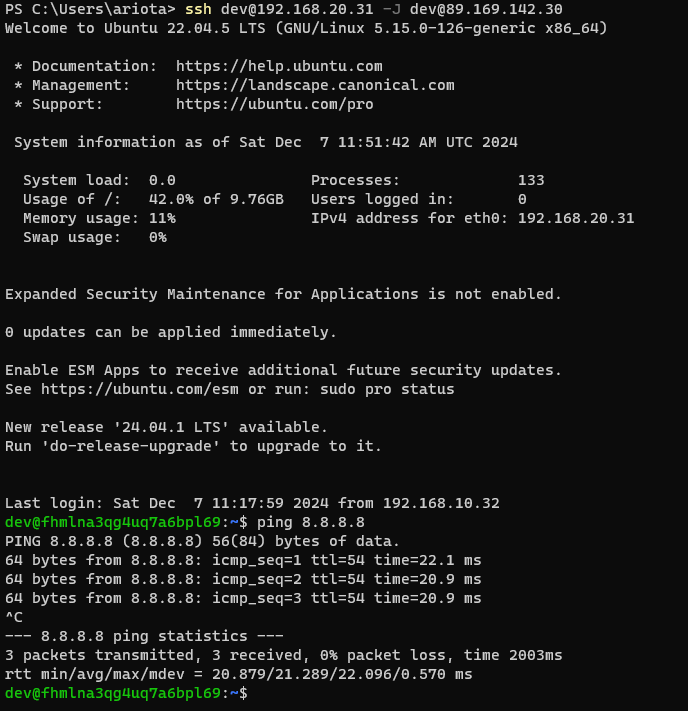 PS C:\Users\ariota> ssh dev@192.168.20.31 -J dev@89.169.142.30
Welcome to Ubuntu 22.04.5 LTS (GNU/Linux 5.15.0-126-generic x86_64)
 * Documentation:  https://help.ubuntu.com
 * Management:     https://landscape.canonical.com
 * Support:        https://ubuntu.com/pro
 System information as of Sat Dec  7 11:51:42 AM UTC 2024
  System load:  0.0               Processes:             133
  Usage of /:   42.0% of 9.76GB   Users logged in:       0
  Memory usage: 11%               IPv4 address for eth0: 192.168.20.31
  Swap usage:   0%
Expanded Security Maintenance for Applications is not enabled.
0 updates can be applied immediately.
Enable ESM Apps to receive additional future security updates.
See https://ubuntu.com/esm or run: sudo pro status
New release '24.04.1 LTS' available.
Run 'do-release-upgrade' to upgrade to it.
Last login: Sat Dec  7 11:17:59 2024 from 192.168.10.32
dev@fhmlna3qg4uq7a6bpl69:~$ ping 8.8.8.8
PING 8.8.8.8 (8.8.8.8) 56(84) bytes of data.
64 bytes from 8.8.8.8: icmp_seq=1 ttl=54 time=22.1 ms
64 bytes from 8.8.8.8: icmp_seq=2 ttl=54 time=20.9 ms
64 bytes from 8.8.8.8: icmp_seq=3 ttl=54 time=20.9 ms
^C
--- 8.8.8.8 ping statistics ---
3 packets transmitted, 3 received, 0% packet loss, time 2003ms
rtt min/avg/max/mdev = 20.879/21.289/22.096/0.570 ms
dev@fhmlna3qg4uq7a6bpl69:~$